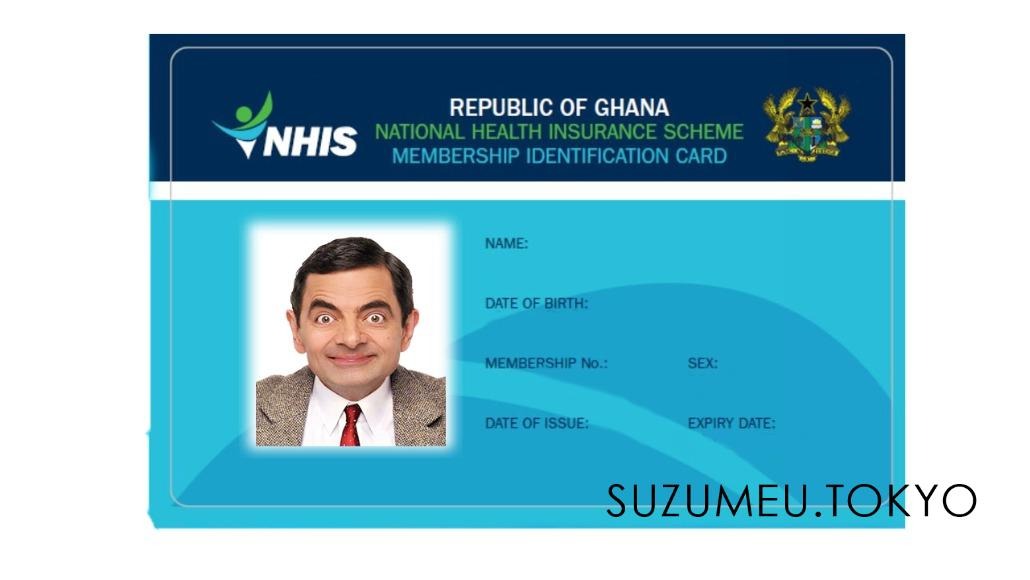 NHIS
REPUBLIC OF GHANA
NATIONAL HEALTH INSURANCE SCHEME
MEMBERSHIP IDENTIFICATION CARD
NAME:
DATE OF BIRTH:
MEMBERSHIP No.: SEX:
DATE OF ISSUE: EXPIRY DATE:
SUZUMEU.TOKYO